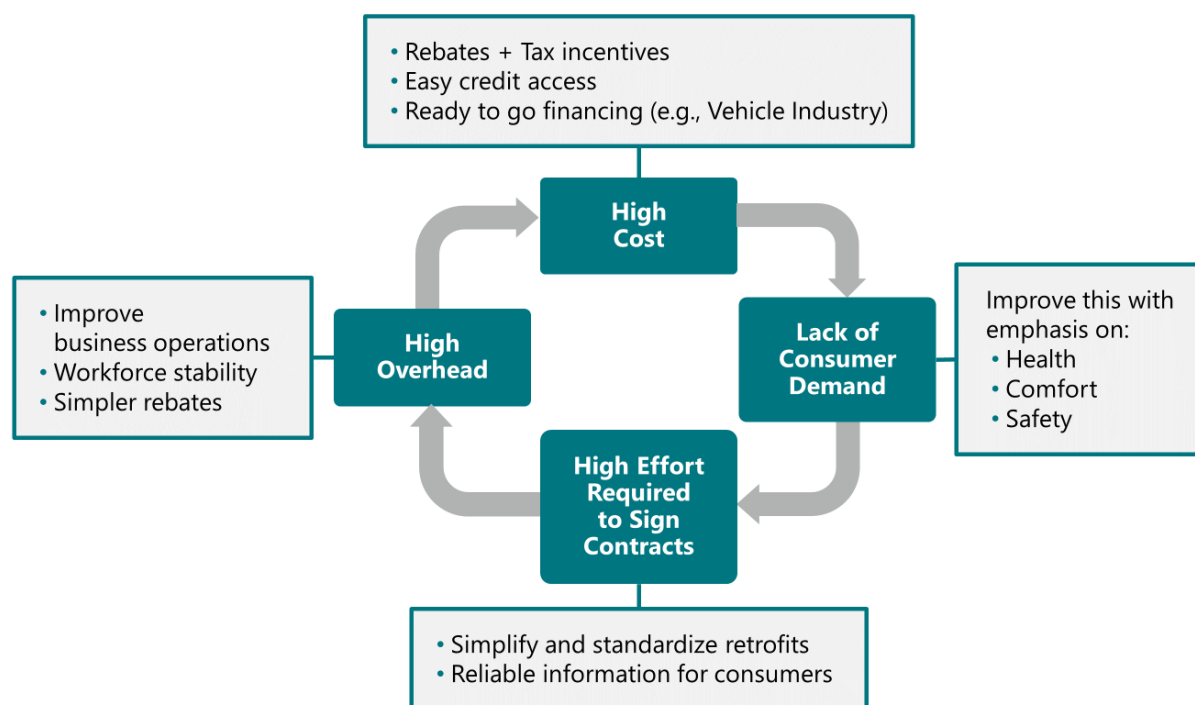 • Rebates + Tax incentives
• Easy credit access
• Ready to go financing (e.g., Vehicle Industry)
High
Cost
• Improve
business operations
• Workforce stability
• Simpler rebates
High
Overhead
Lack of
Consumer
Demand
Improve this with
emphasis on:
• Health
• Comfort
• Safety
High Effort
Required
to Sign
Contracts
• Simplify and standardize retrofits
• Reliable information for consumers